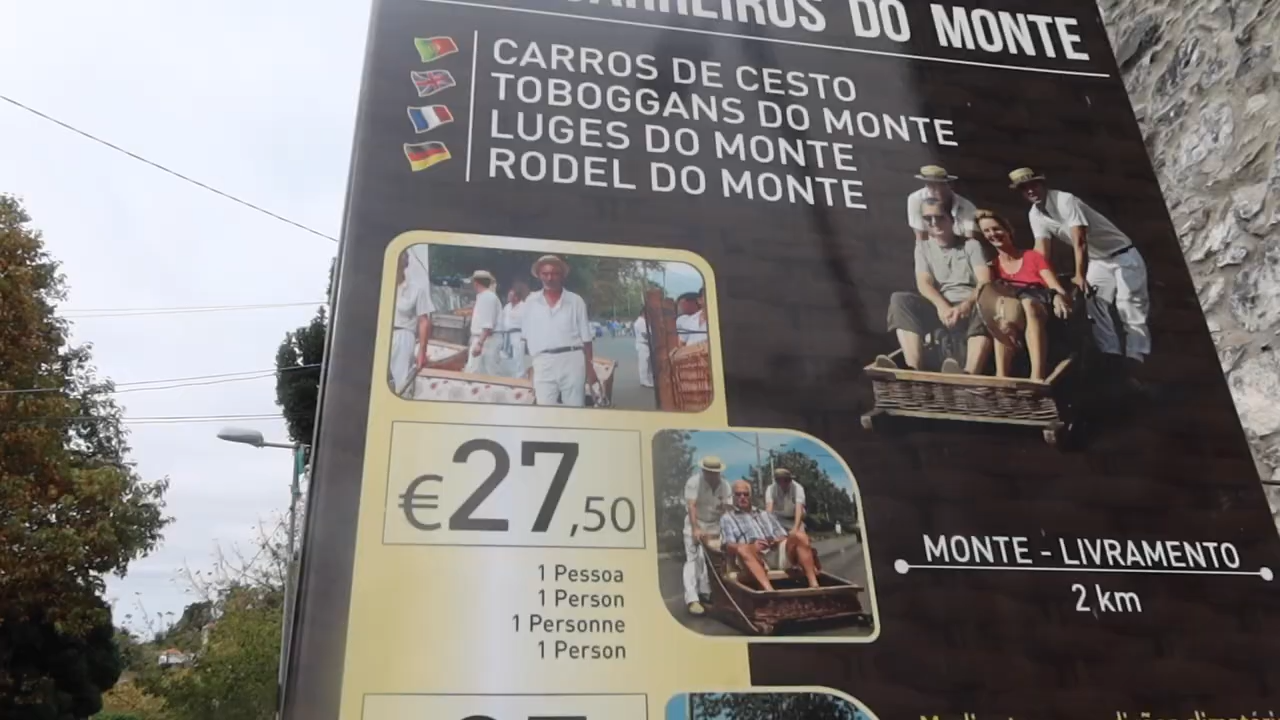 DO MONTE
CARROS DE CESTO
TOBOGGANS DO MONTE
LUGES DO MONTE
RODEL DO MONTE
€27,50
1 Pessoa
1 Person
1 Personne
1 Person
MONTE - LIVRAMENTO
2 km